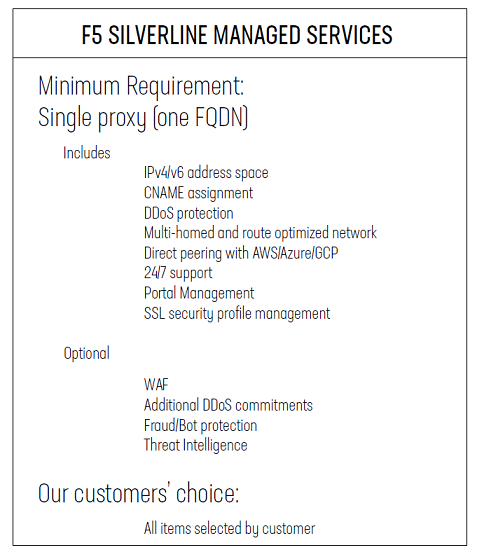 F5 SILVERLINE MANAGED SERVICES
Minimum Requirement:
Single proxy (one FQDN)
Includes
IPv4/v6 address space
CNAME assignment
DDoS protection
Multi-homed and route optimized network
Direct peering with AWS/Azure/GCP
24/7 support
Portal Management
SSL security profile management
Optional
WAF
Additional DDoS commitments
Fraud/Bot protection
Threat Intelligence
Our customers' choice:
All items selected by customer